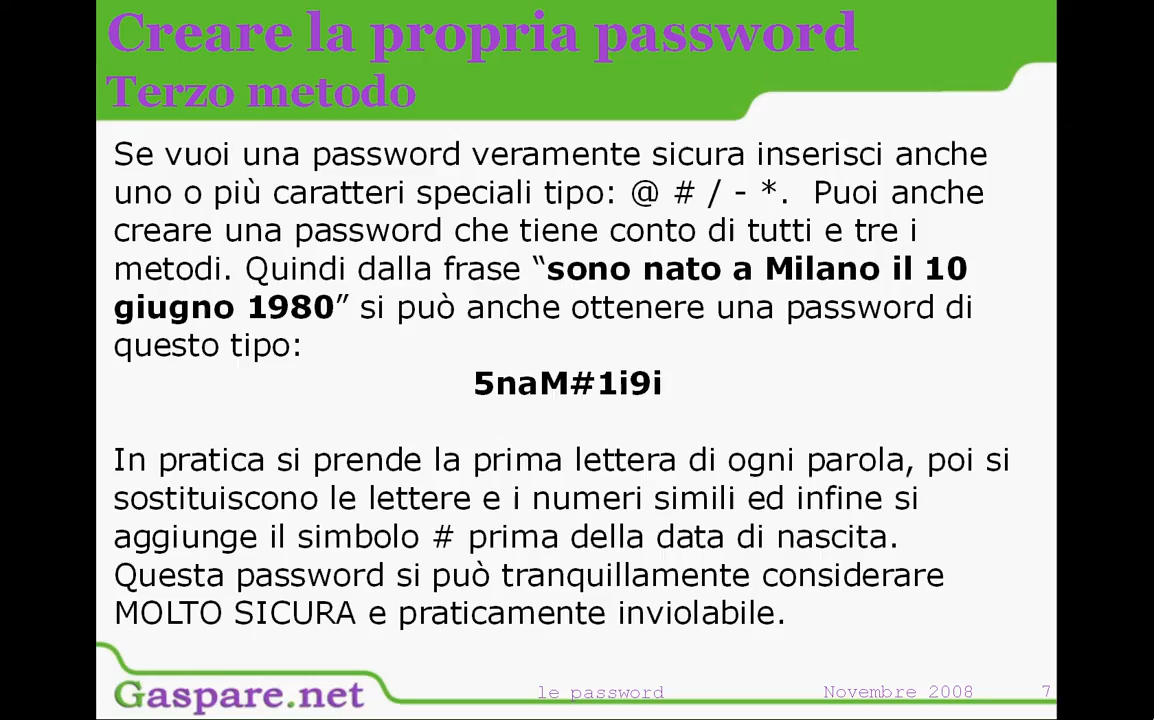 Creare la propria password
Terzo metodo
Se vuoi una password veramente sicura inserisci anche
uno o più caratteri speciali tipo: @ # / - *.  Puoi anche
creare una password che tiene conto di tutti e tre i
metodi. Quindi dalla frase “sono nato a Milano il 10
giugno 1980” si può anche ottenere una password di
questo tipo:
5naM#1i9i
In pratica si prende la prima lettera di ogni parola, poi si
sostituiscono le lettere e i numeri simili ed infine si
aggiunge il simbolo # prima della data di nascita.
Questa password si può tranquillamente considerare
MOLTO SICURA e praticamente inviolabile.
Gaspare.net
le password
Novembre 2008
7